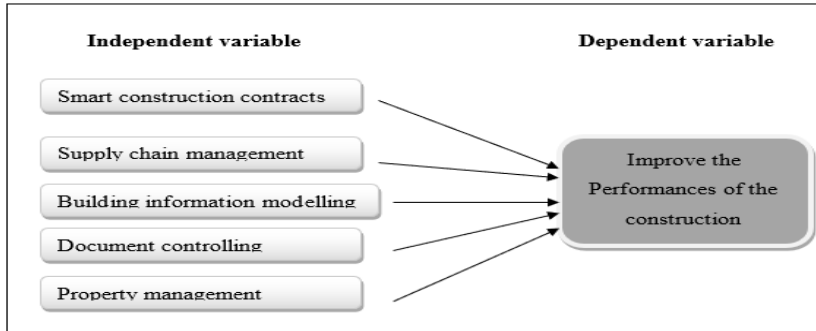 Independent variable
Dependent variable
Smart construction contracts
Supply chain management
Building information modelling
Document controlling
Property management
Improve the
Performances of the
construction